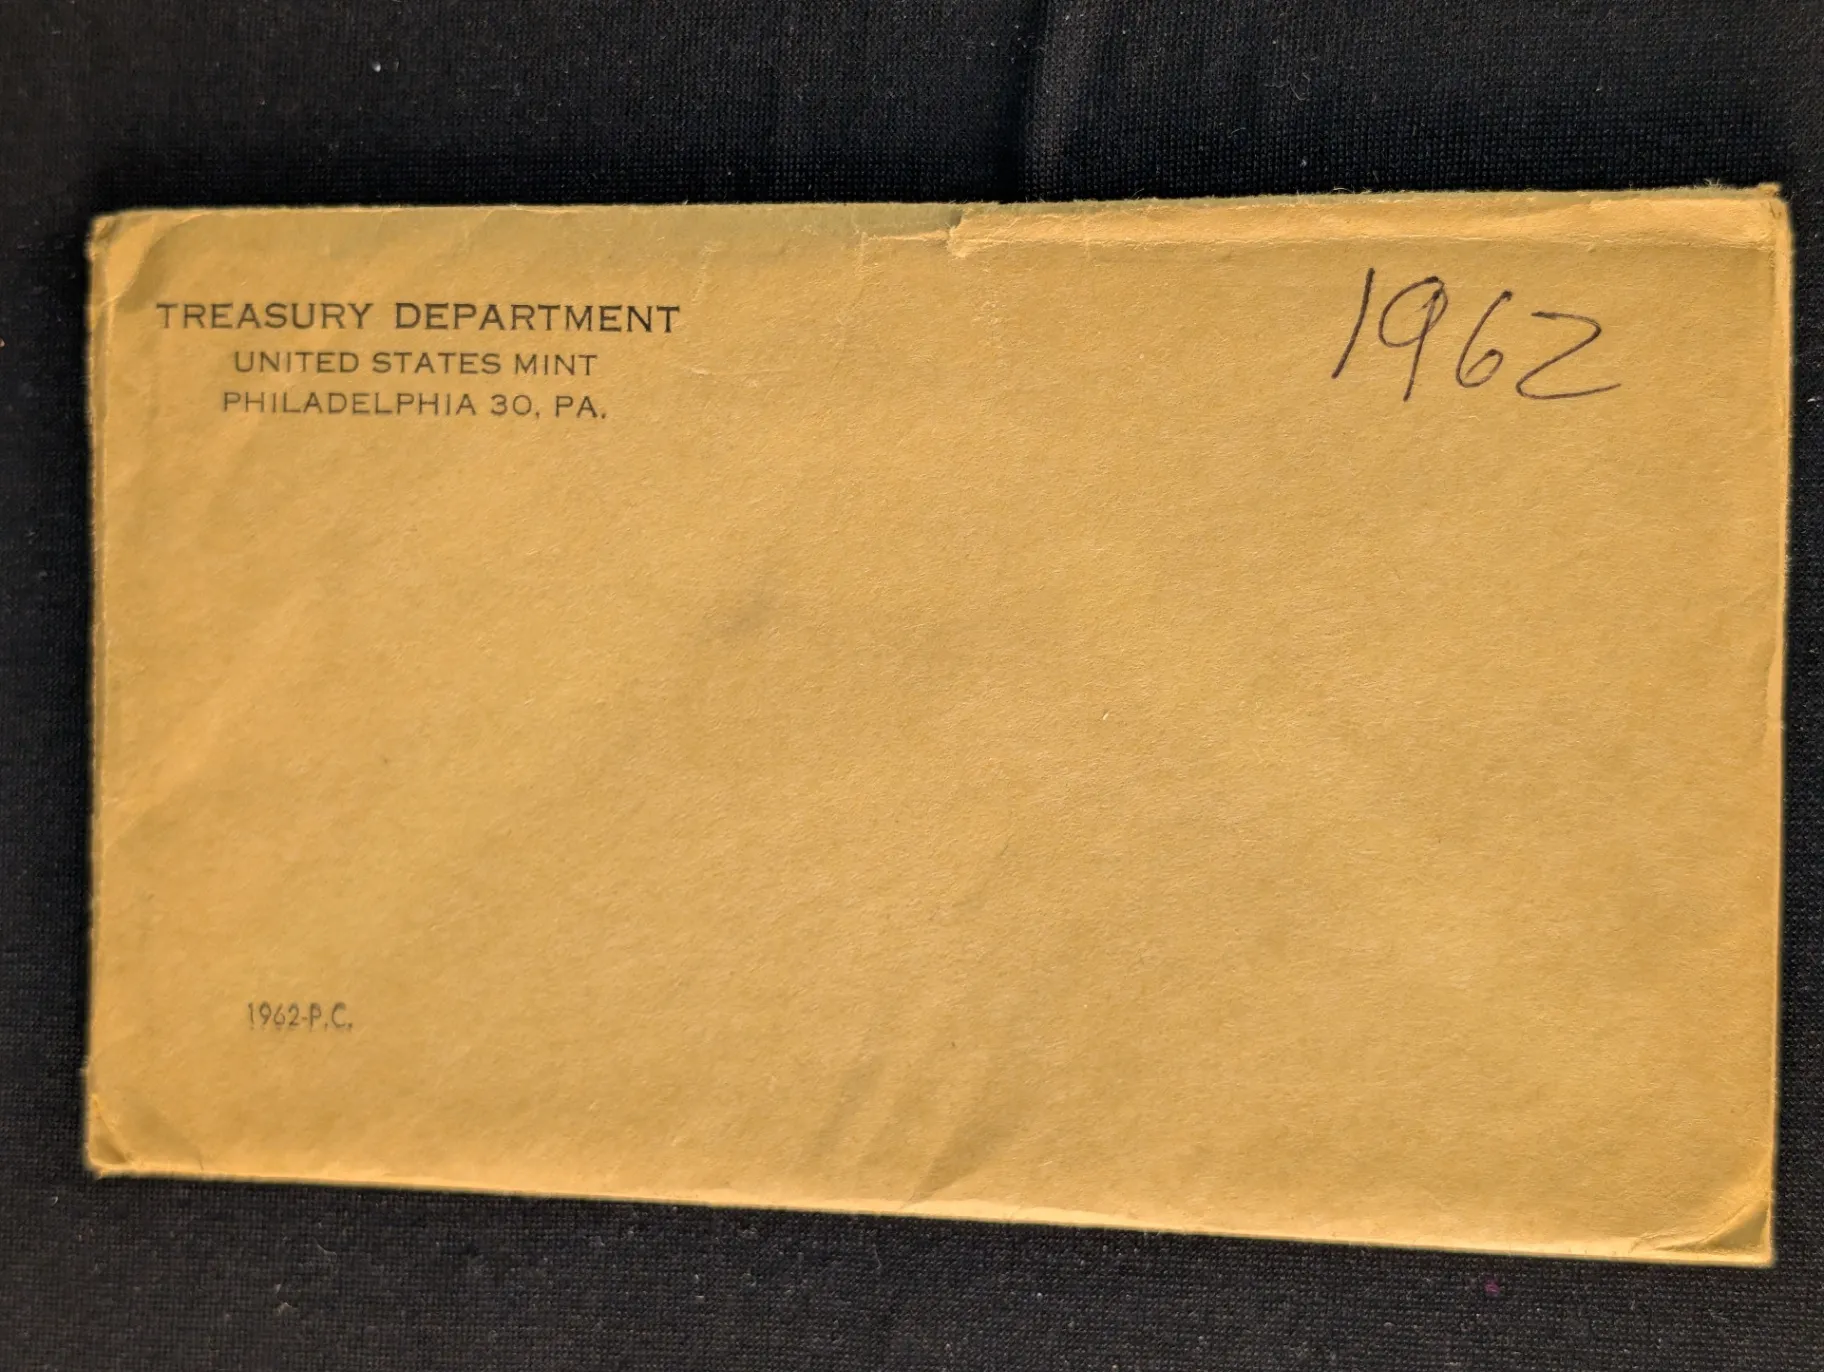 TREASURY DEPARTMENT
UNITED STATES MINT
PHILADELPHIA 30, PA.
1962
1962-P.C.